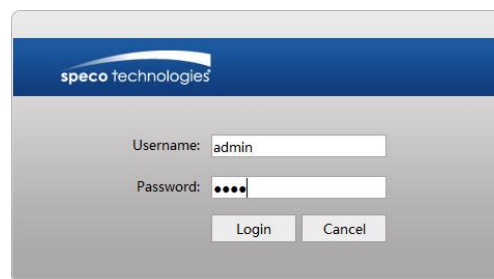 speco technologies
Username: admin
Password: ●●●●
Login Cancel